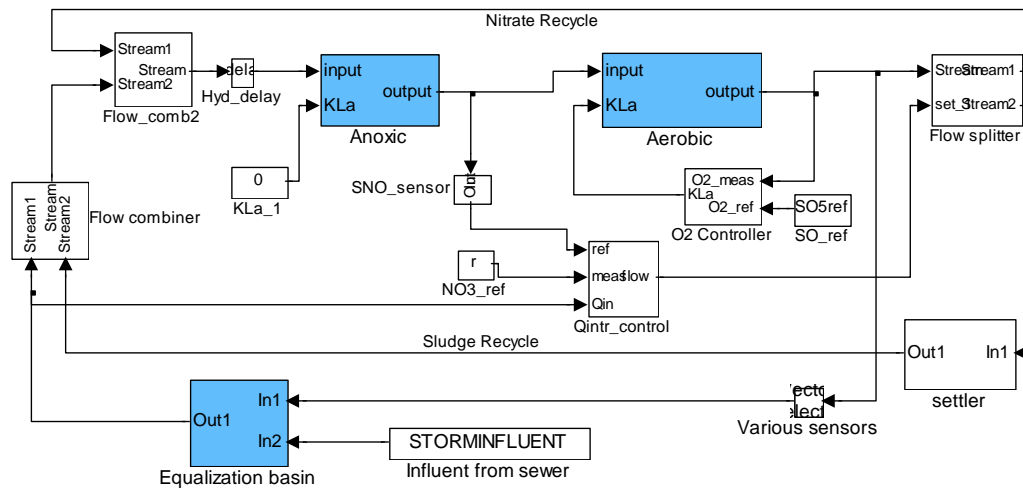 Nitrate Recycle
Stream1
Stream2
Stream
Flow_comb2
Hyd_delay
input
KLa
output
Anoxic
input
KLa
output
Aerobic
Stream
Stream1
Stream2
Flow splitter
0
KLa_1
SNO_sensor
O2_meas
KLa
O2_ref
O2 Controller
SO5ref
SO_ref
Stream1
Stream
Stream2
Flow combiner
r
NO3_ref
ref
meas
flow
Qin
Qintr_control
Sludge Recycle
Out1
In1
settler
Out1
In1
In2
Equalization basin
STORMINFLUENT
Influent from sewer
Various sensors